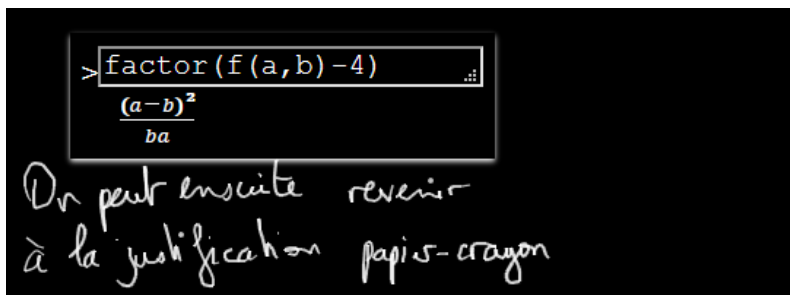 >factor(f(a,b)-4)
(a-b)²
ba
On peut ensuite revenir
à la justification papier-crayon